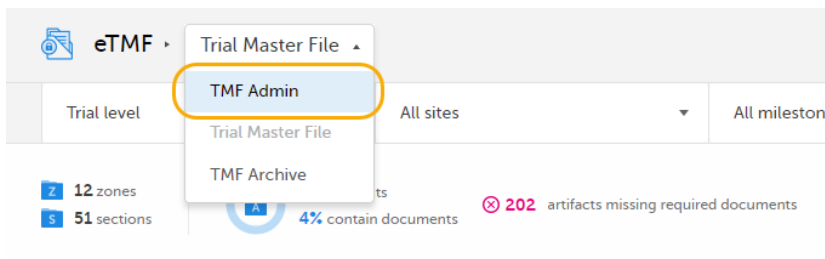 eTMF
Trial Master File
TMF Admin
Trial Master File
TMF Archive
Trial level
All sites
All mileston
Z 12 zones
S 51 sections
A
ts
4% contain documents
202 artifacts missing required documents